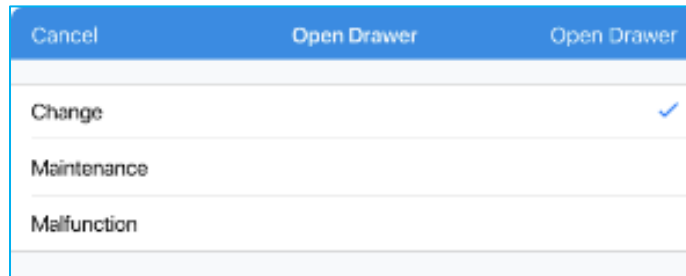 Cancel Open Drawer Open Drawer
Change
Maintenance
Malfunction